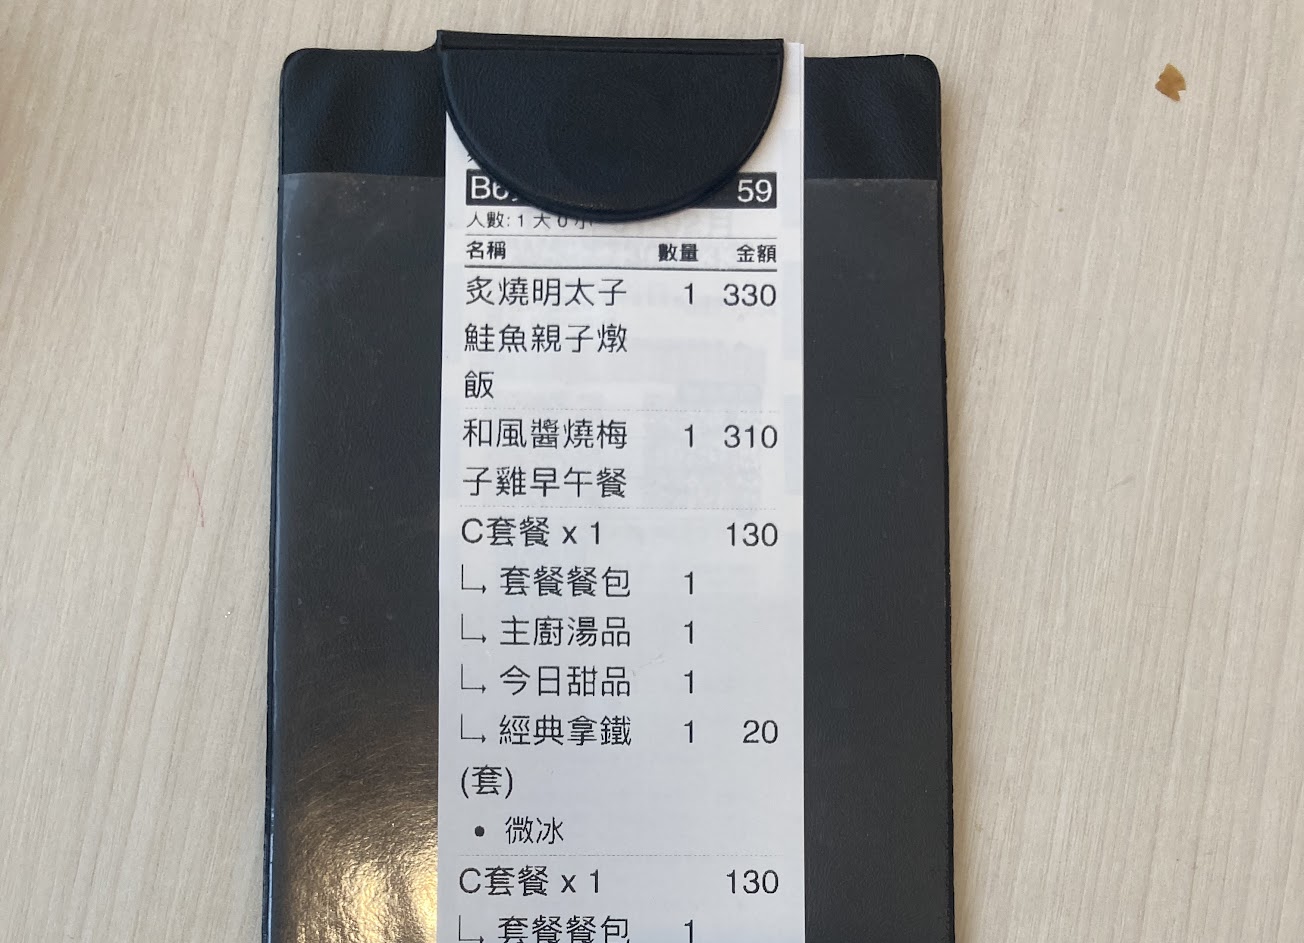 B6 59
人數: 1 大 0 小
名稱 數量 金額
炙燒明太子 1 330
鮭魚親子燉
飯
和風醬燒梅 1 310
子雞早午餐
C套餐 x 1 130
套餐餐包 1
主廚湯品 1
今日甜品 1
經典拿鐵 1 20
(套)
• 微冰
C套餐 x 1 130
套餐餐包 1